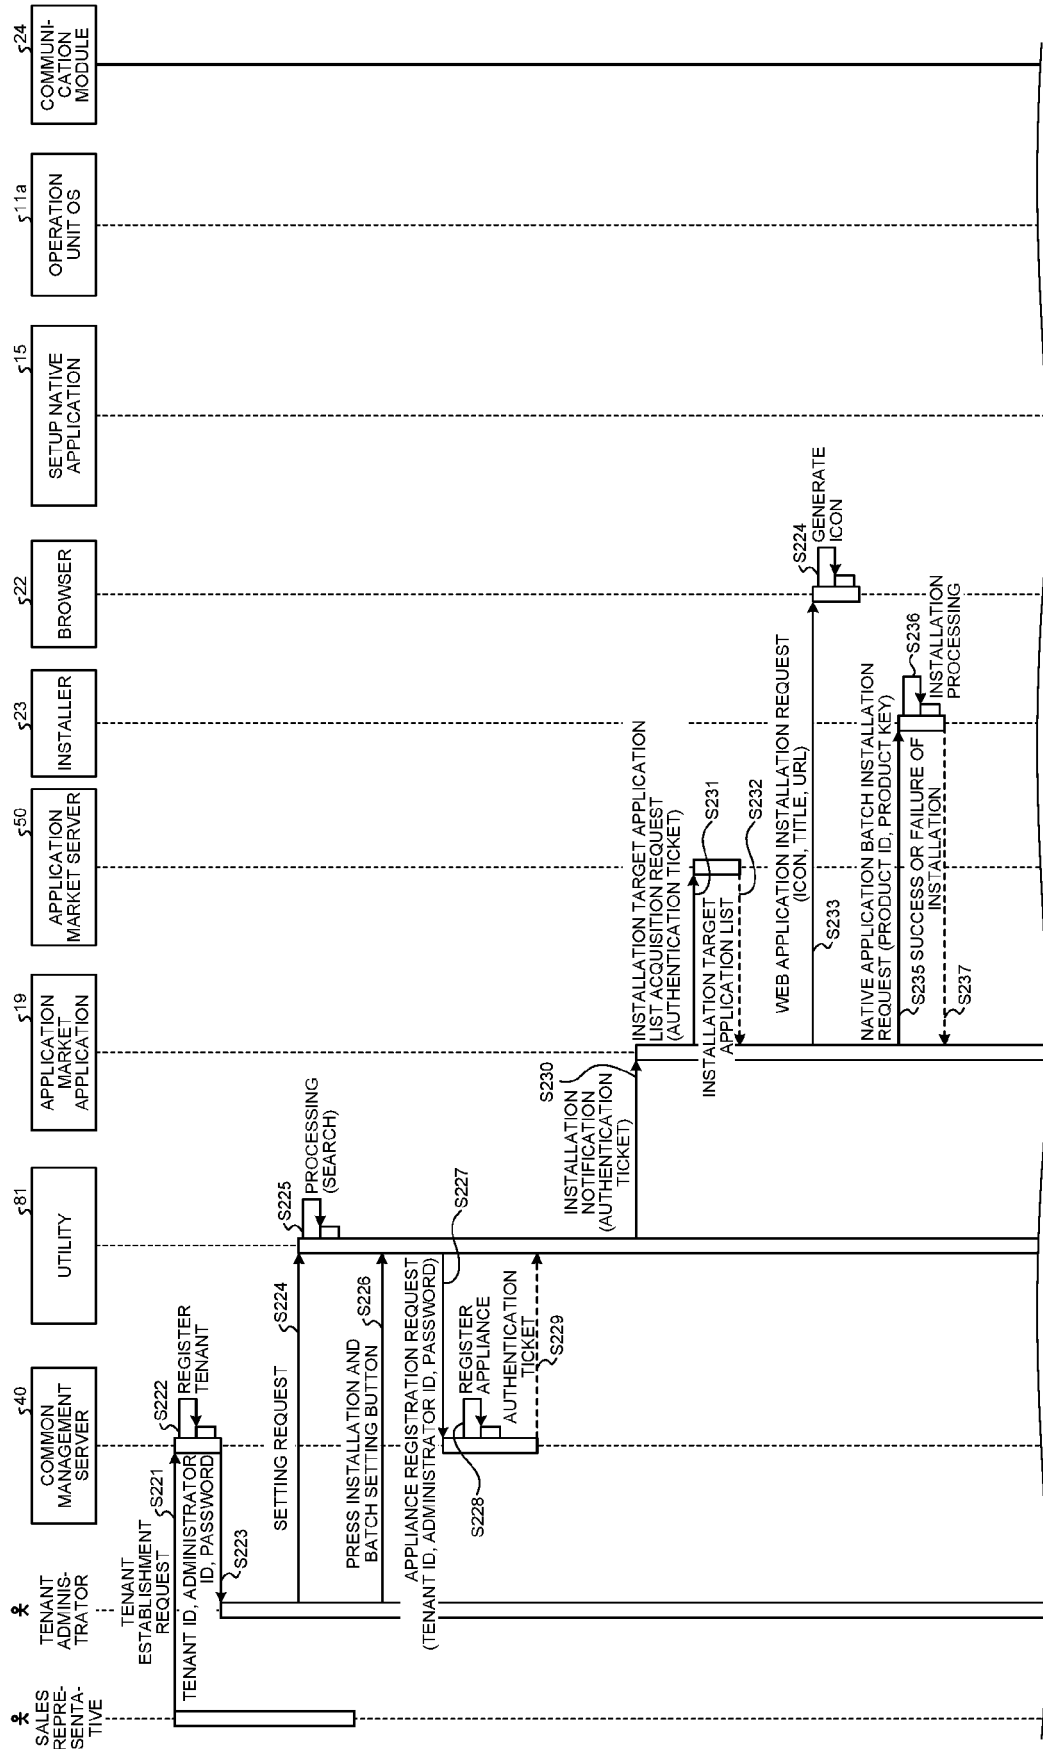 SALES
REPRE-
SENTA-
TIVE
TENANT
ADMINIS-
TRATOR
40
COMMON
MANAGEMENT
SERVER
81
UTILITY
19
APPLICATION
MARKET
APPLICATION
50
APPLICATION
MARKET SERVER
23
INSTALLER
22
BROWSER
15
SETUP NATIVE
APPLICATION
11a
OPERATION
UNIT OS
24
COMMUNI-
CATION
MODULE
TENANT
ESTABLISHMENT
REQUEST
S221
S222
REGISTER
TENANT
TENANT ID, ADMINISTRATOR
ID, PASSWORD
S223
SETTING REQUEST
S224
S225
PROCESSING
(SEARCH)
PRESS INSTALLATION AND
BATCH SETTING BUTTON
S226
APPLIANCE REGISTRATION REQUEST
(TENANT ID, ADMINISTRATOR ID, PASSWORD)
S227
S228
REGISTER
APPLIANCE
AUTHENTICATION
TICKET
S229
INSTALLATION
NOTIFICATION
(AUTHENTICATION
TICKET)
S230
INSTALLATION TARGET APPLICATION
LIST ACQUISITION REQUEST
(AUTHENTICATION TICKET)
S231
INSTALLATION TARGET
APPLICATION LIST
S232
WEB APPLICATION INSTALLATION REQUEST
(ICON, TITLE, URL)
S233
S224
GENERATE
ICON
NATIVE APPLICATION BATCH INSTALLATION
REQUEST (PRODUCT ID, PRODUCT KEY)
S235
S236
INSTALLATION
PROCESSING
SUCCESS OR FAILURE OF
INSTALLATION
S237